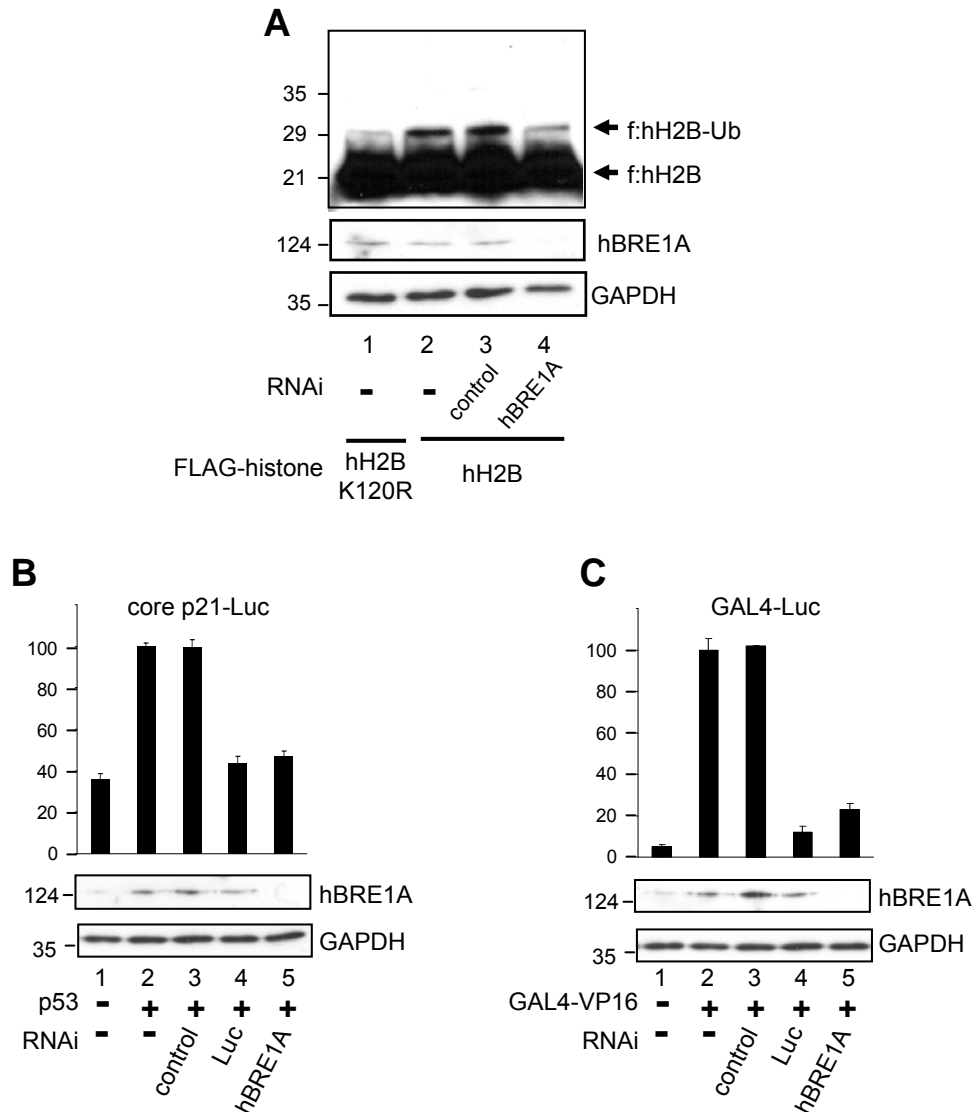 A
35
29
21
f:hH2B-Ub
f:hH2B
124
hBRE1A
35
GAPDH
1 2 3 4
RNAi - - control hBRE1A
FLAG-histone hH2B K120R hH2B
B
core p21-Luc
100
80
60
40
20
0
124
hBRE1A
35
GAPDH
1 2 3 4 5
p53 - + + + +
RNAi - - control Luc hBRE1A
C
GAL4-Luc
100
80
60
40
20
0
124
hBRE1A
35
GAPDH
1 2 3 4 5
GAL4-VP16 - + + + +
RNAi - - control Luc hBRE1A